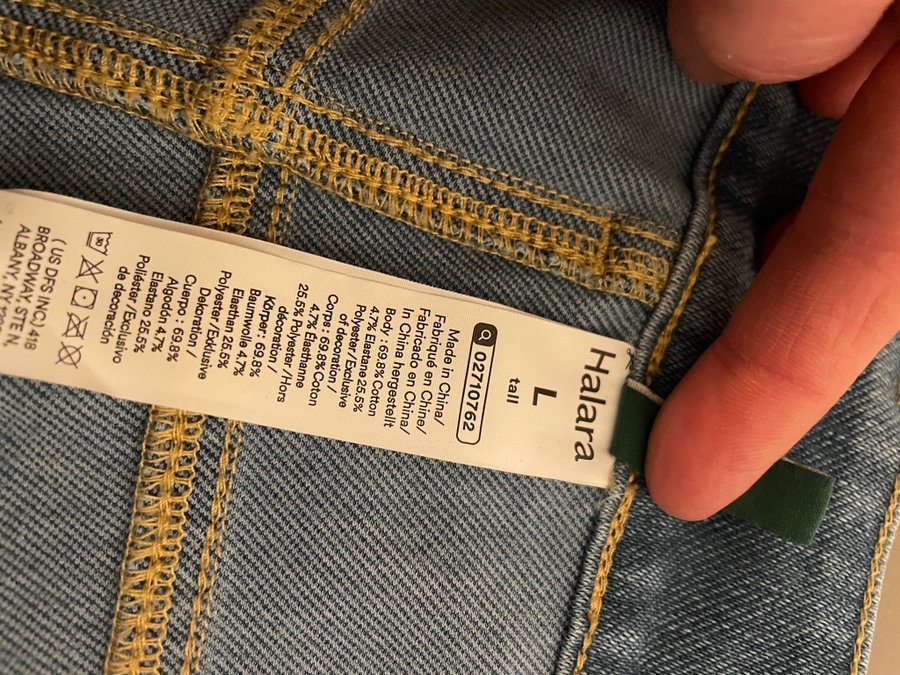 Halara
L
tall
02710762
Made in China/
Fabriqué en Chine/
Fabricado en China/
In China hergestellt
Body : 69.8% Cotton
4.7% Elastane 25.5%
Polyester/Exclusive
of decoration/
Corps : 69.8% Coton
4.7% Élasthanne
25.5% Polyester /Hors
décoration /
Körper: 69.8%
Baumwolle 4.7%
Elasthan 25.5%
Polyester /Exklusive
Dekoration /
Cuerpo : 69.8%
Algodón 4.7%
Elastano 25.5%
Poliéster /Exclusivo
de decoración
30
( (US DFS INC) 418
BROADWAY STE N,
ALBANY, NY